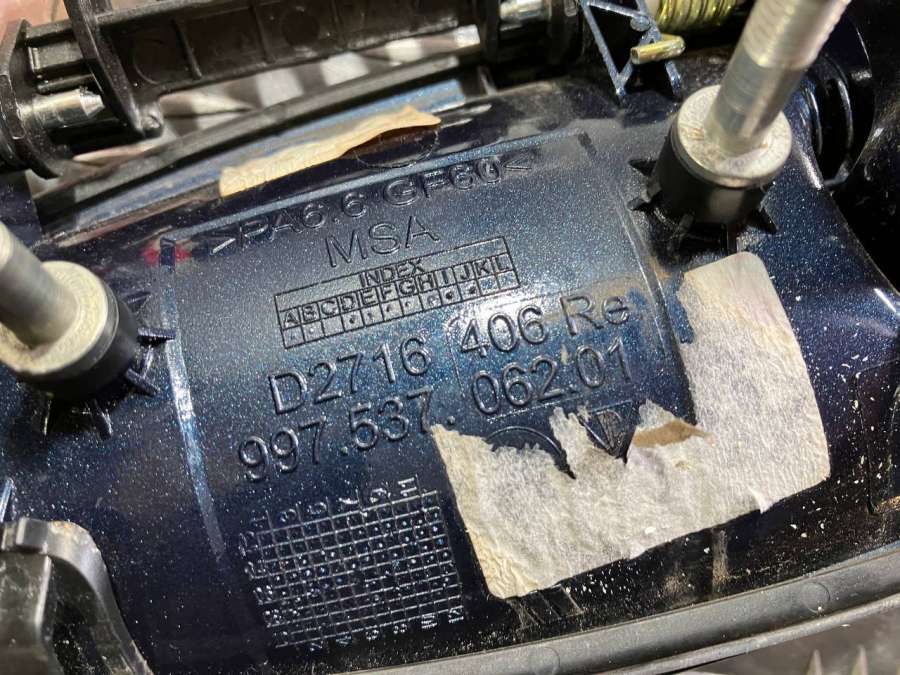 >PA6.6-GF60<
MSA
INDEX
A B C D E F G H I J K L
D2716 406 Re
997.537.062.01